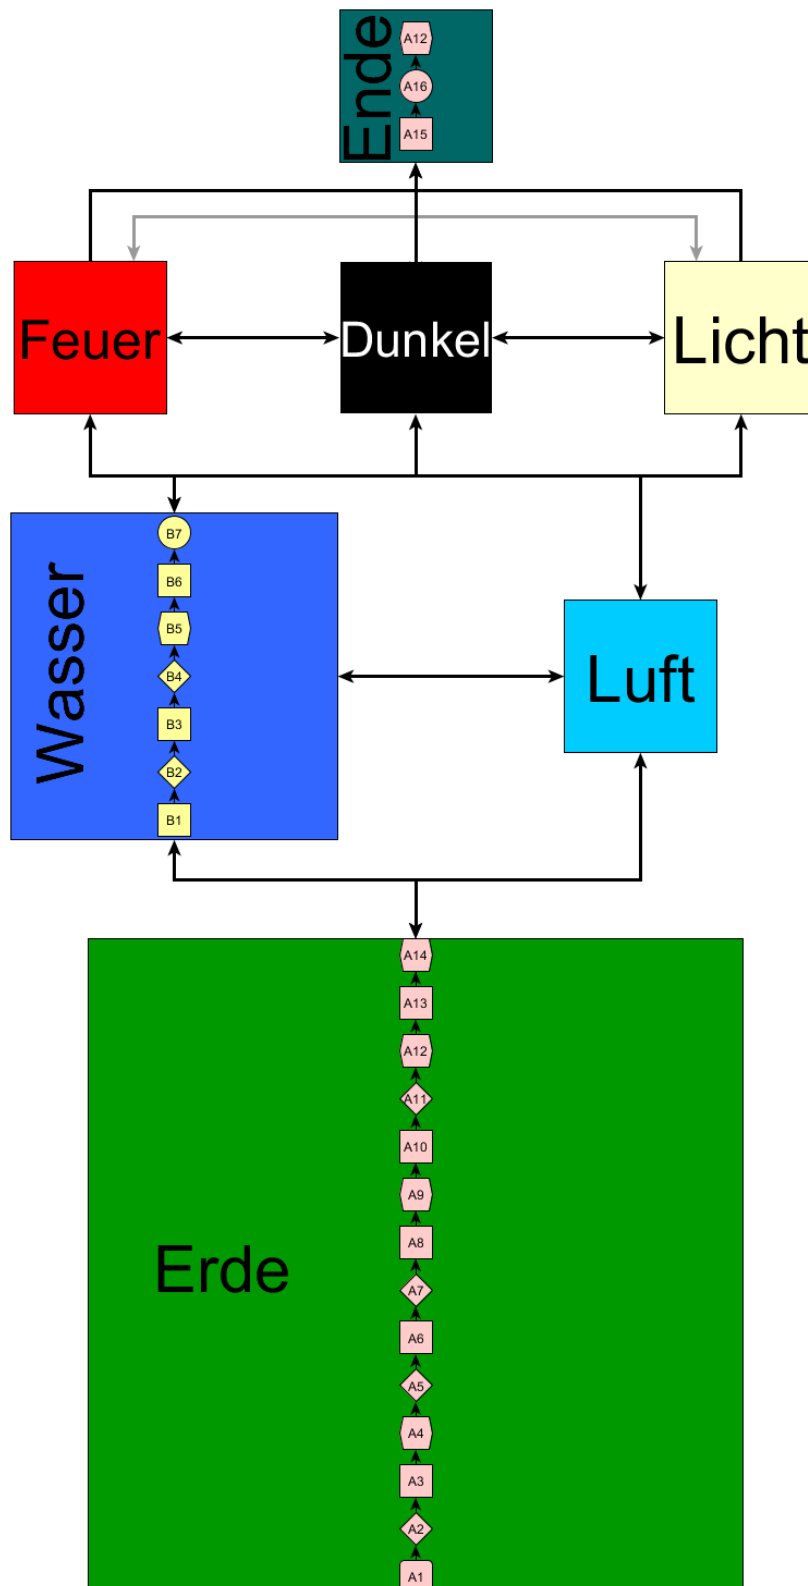 Ende
A12
A16
A15
Feuer
Dunkel
Licht
Wasser
B7
B6
B5
B4
B3
B2
B1
Luft
Erde
A14
A13
A12
A11
A10
A9
A8
A7
A6
A5
A4
A3
A2
A1